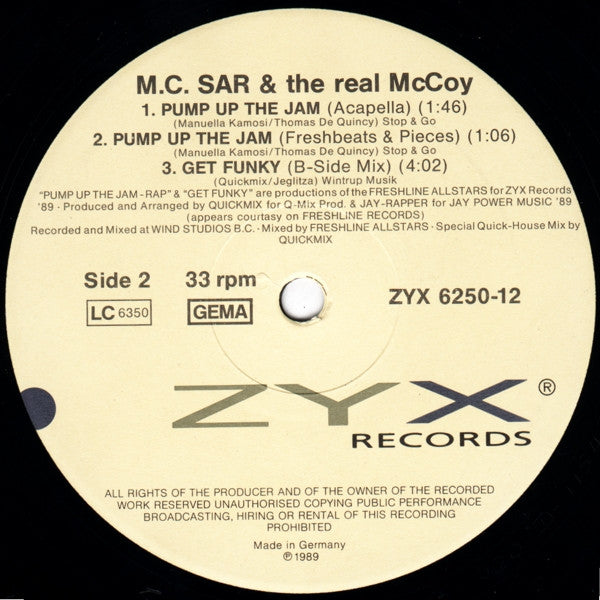 M.C. SAR & the real McCoy
1. PUMP UP THE JAM (Acapella) (1:46)
(Manuella Kamosi/Thomas De Quincy) Stop & Go
2. PUMP UP THE JAM (Freshbeats & Pieces) (1:06)
(Manuella Kamosi/Thomas De Quincy) Stop & Go
3. GET FUNKY (B-Side Mix) (4:02)
(Quickmix/Jeglitza) Wintrup Musik
"PUMP UP THE JAM - RAP" & "GET FUNKY" are productions of the FRESHLINE ALLSTARS for ZYX Records
'89 · Produced and Arranged by QUICKMIX for Q-Mix Prod. & JAY-RAPPER for JAY POWER MUSIC '89
(appears courtesy on FRESHLINE RECORDS)
Recorded and Mixed at WIND STUDIOS B.C. · Mixed by FRESHLINE ALLSTARS · Special Quick-House Mix by
QUICKMIX
Side 2 33 rpm
ZYX 6250-12
LC 6350 GEMA
ZYX ®
RECORDS
ALL RIGHTS OF THE PRODUCER AND OF THE OWNER OF THE RECORDED
WORK RESERVED UNAUTHORISED COPYING PUBLIC PERFORMANCE
BROADCASTING, HIRING OR RENTAL OF THIS RECORDING
PROHIBITED
Made in Germany
℗1989